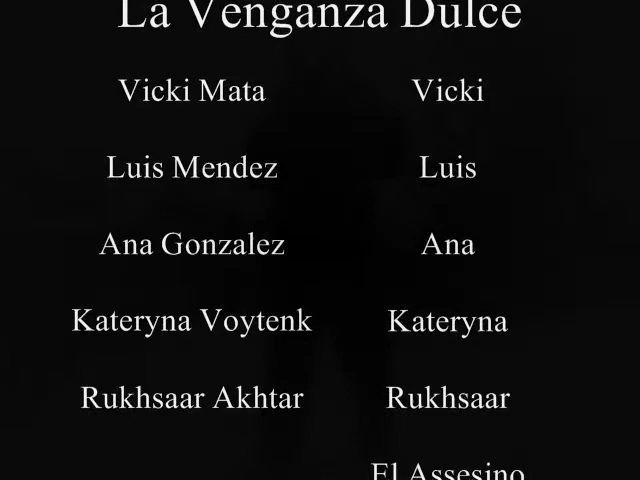 La Venganza Dulce
Vicki Mata Vicki
Luis Mendez Luis
Ana Gonzalez Ana
Kateryna Voytenk Kateryna
Rukhsaar Akhtar Rukhsaar
El Assesino